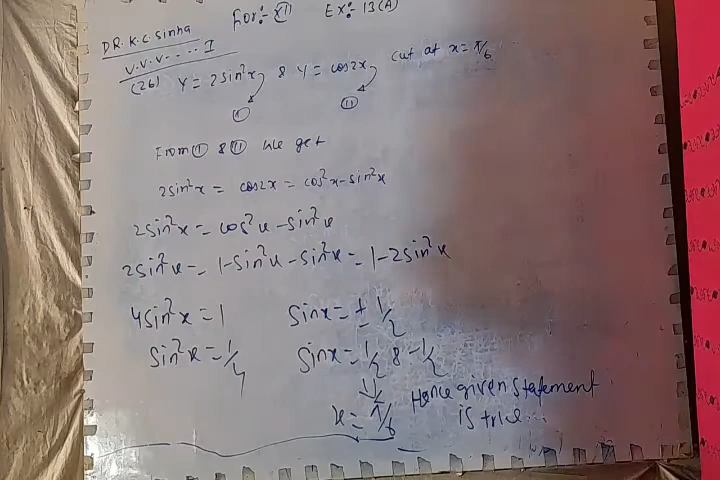 DR. K.C. Sinha For:- XII Ex:- 13(A)
V.V.V.... I
(26) Y = 2sin²x & Y = cos2x cut at x = π/6
(I) (II)
From (I) & (II) we get
2sin²x = cos2x = cos²x-sin²x
2sin²x = cos²x - sin²x
2sin²x = 1-sin²x - sin²x = 1-2sin²x
4sin²x = 1 sinx = ± 1/2
sin²x = 1/4 sinx = 1/2 & -1/2
⇓ Hence given statement
x = π/6 is true...